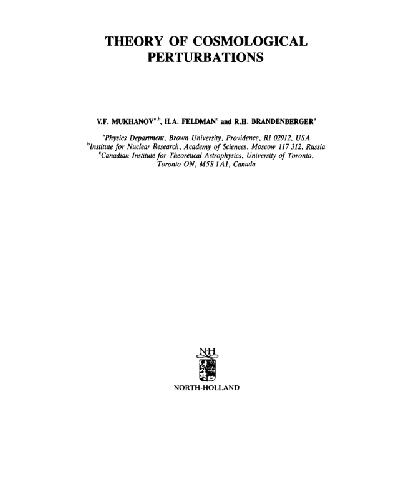 THEORY OF COSMOLOGICAL
PERTURBATIONS
V.F. MUKHANOV, H.A. FELDMAN and R.H. BRANDENBERGER
Physics Department, Brown University, Providence, RI 02912, USA
Institute for Nuclear Research, Academy of Sciences, Moscow 117 312, Russia
Canadian Institute for Theoretical Astrophysics, University of Toronto,
Toronto ON, M5S 1A1, Canada
NH
NORTH-HOLLAND